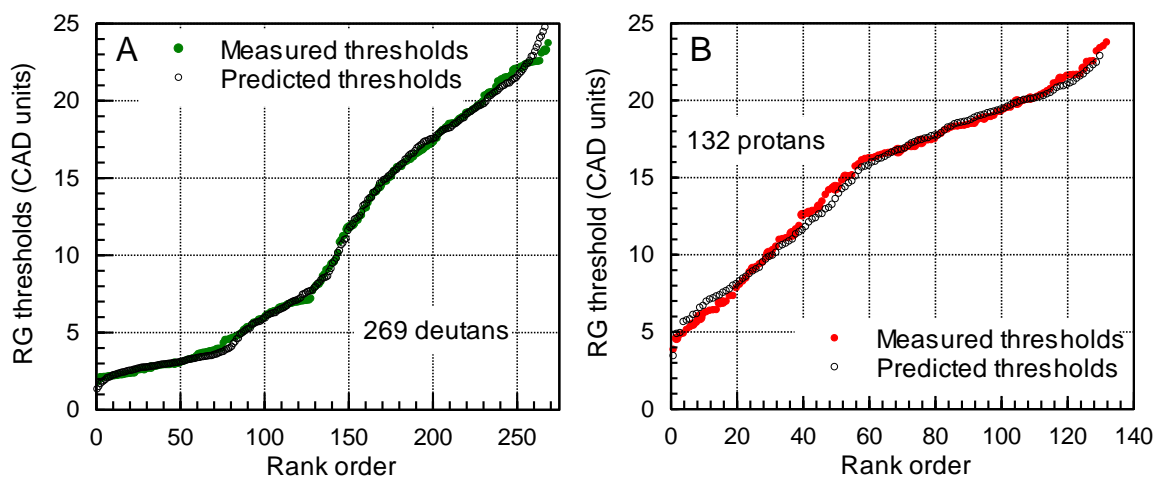 A
Measured thresholds
Predicted thresholds
269 deutans
RG thresholds (CAD units)
25
20
15
10
5
0
0 50 100 150 200 250
Rank order
B
132 protans
Measured thresholds
Predicted thresholds
RG threshold (CAD units)
25
20
15
10
5
0
0 20 40 60 80 100 120 140
Rank order